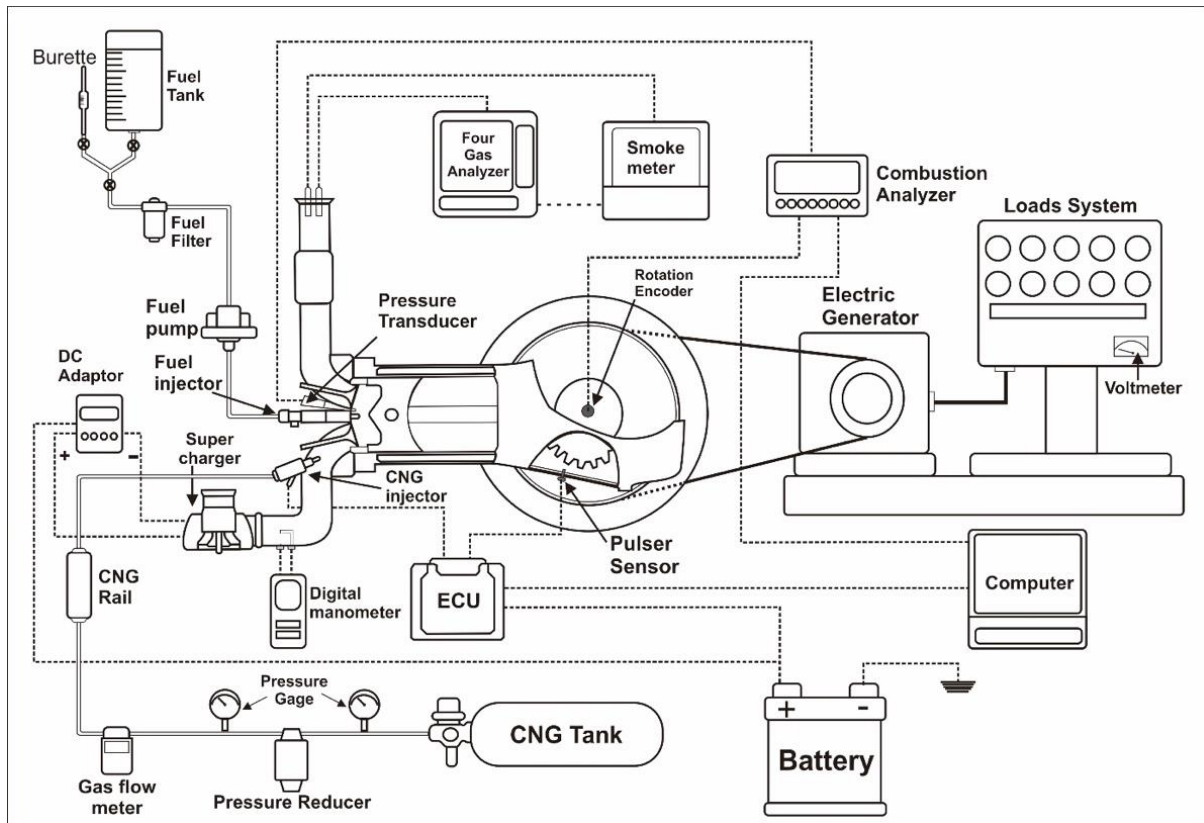 Burette
Fuel
Tank
Fuel
Filter
Fuel
pump
Fuel
injector
DC
Adaptor
+
-
Super
charger
CNG
injector
Pressure
Transducer
Four
Gas
Analyzer
Smoke
meter
Combustion
Analyzer
Rotation
Encoder
Loads System
Electric
Generator
Voltmeter
Pulser
Sensor
ECU
Computer
CNG
Rail
Digital
manometer
Pressure
Gage
CNG Tank
Gas flow
meter
Pressure Reducer
+
-
Battery